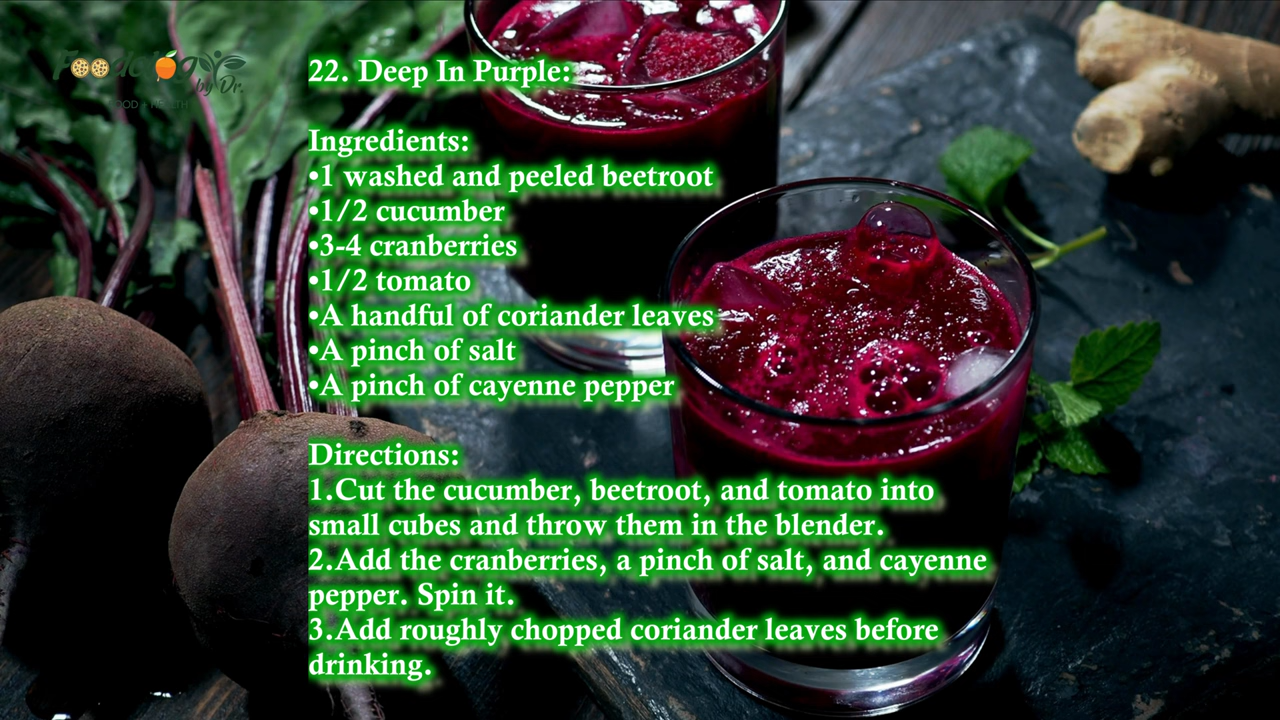 22. Deep In Purple:
Ingredients:
•1 washed and peeled beetroot
•1/2 cucumber
•3-4 cranberries
•1/2 tomato
•A handful of coriander leaves
•A pinch of salt
•A pinch of cayenne pepper
Directions:
1.Cut the cucumber, beetroot, and tomato into
small cubes and throw them in the blender.
2.Add the cranberries, a pinch of salt, and cayenne
pepper. Spin it.
3.Add roughly chopped coriander leaves before
drinking.
by Dr.